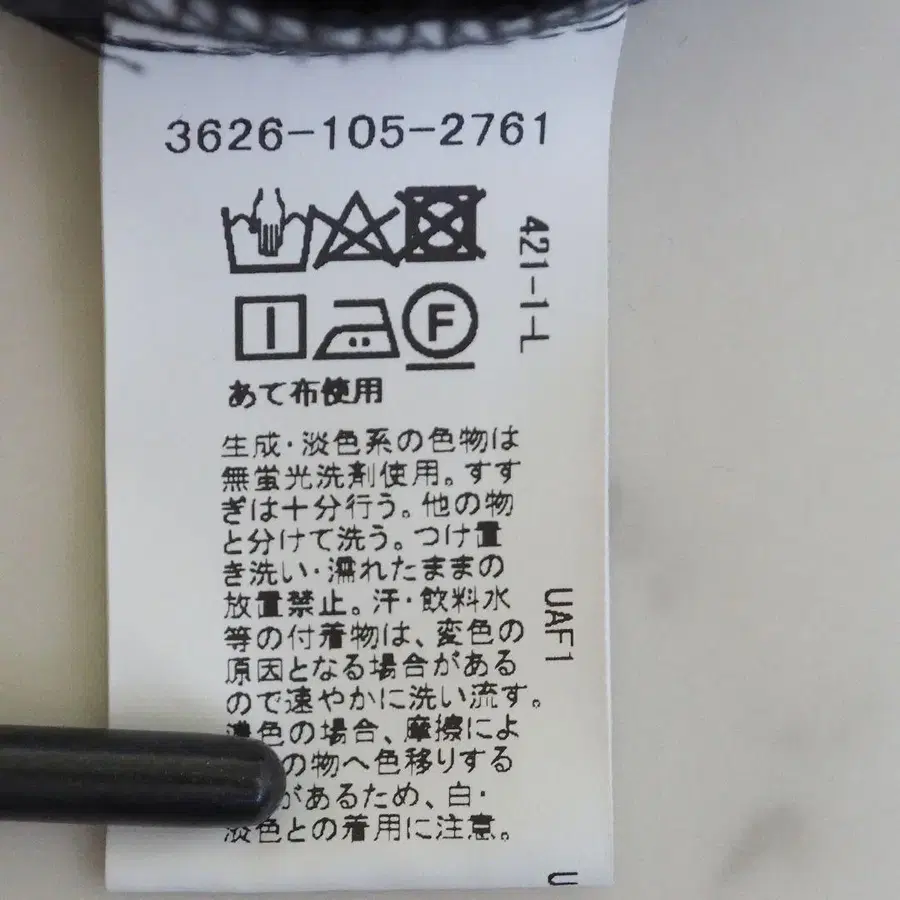 3626-105-2761
421-1-L
F
あて布使用
生成・淡色系の色物は
無蛍光洗剤使用。すす
ぎは十分行う。他の物
と分けて洗う。つけ置
き洗い・濡れたままの
放置禁止。汗・飲料水
等の付着物は、変色の
原因となる場合がある
ので速やかに洗い流す。
濃色の場合、摩擦によ
の物へ色移りする
があるため、白・
淡色との着用に注意。
UAF1
U